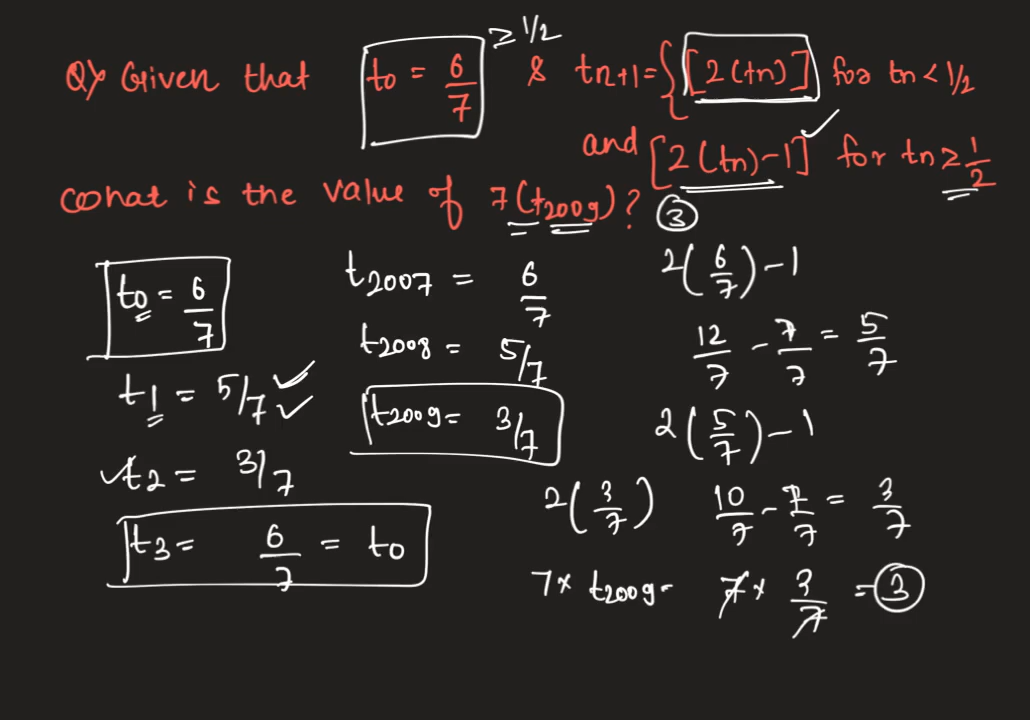 Q) Given that t0 = 6/7 ≥ 1/2 & tn+1 = { [2(tn)] for tn < 1/2
and [2(tn)-1] ✓ for tn ≥ 1/2
What is the value of 7(t2009)? ③
t0 = 6/7
t1 = 5/7 ✓✓
✓t2 = 3/7
t3 = 6/7 = t0
t2007 = 6/7
t2008 = 5/7
t2009 = 3/7
2(6/7) - 1
12/7 - 7/7 = 5/7
2(5/7) - 1
2(3/7) 10/7 - 7/7 = 3/7
7 × t2009 = 7 × 3/7 = ③